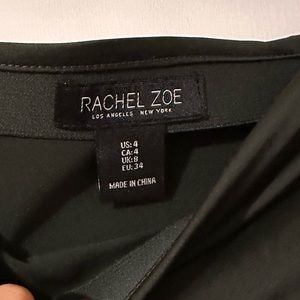 RACHEL ZOE
LOS ANGELES NEW YORK
US: 4
CA: 4
UK: 8
EU: 34
MADE IN CHINA